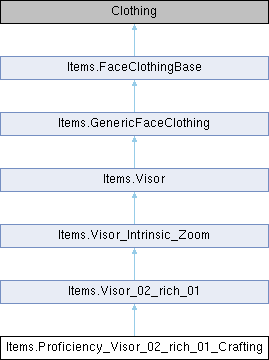 Clothing
Items.FaceClothingBase
Items.GenericFaceClothing
Items.Visor
Items.Visor_Intrinsic_Zoom
Items.Visor_02_rich_01
Items.Proficiency_Visor_02_rich_01_Crafting